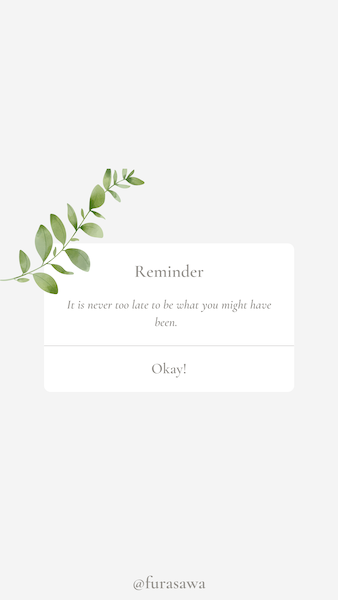 Reminder
It is never too late to be what you might have
been.
Okay!
@furasawa